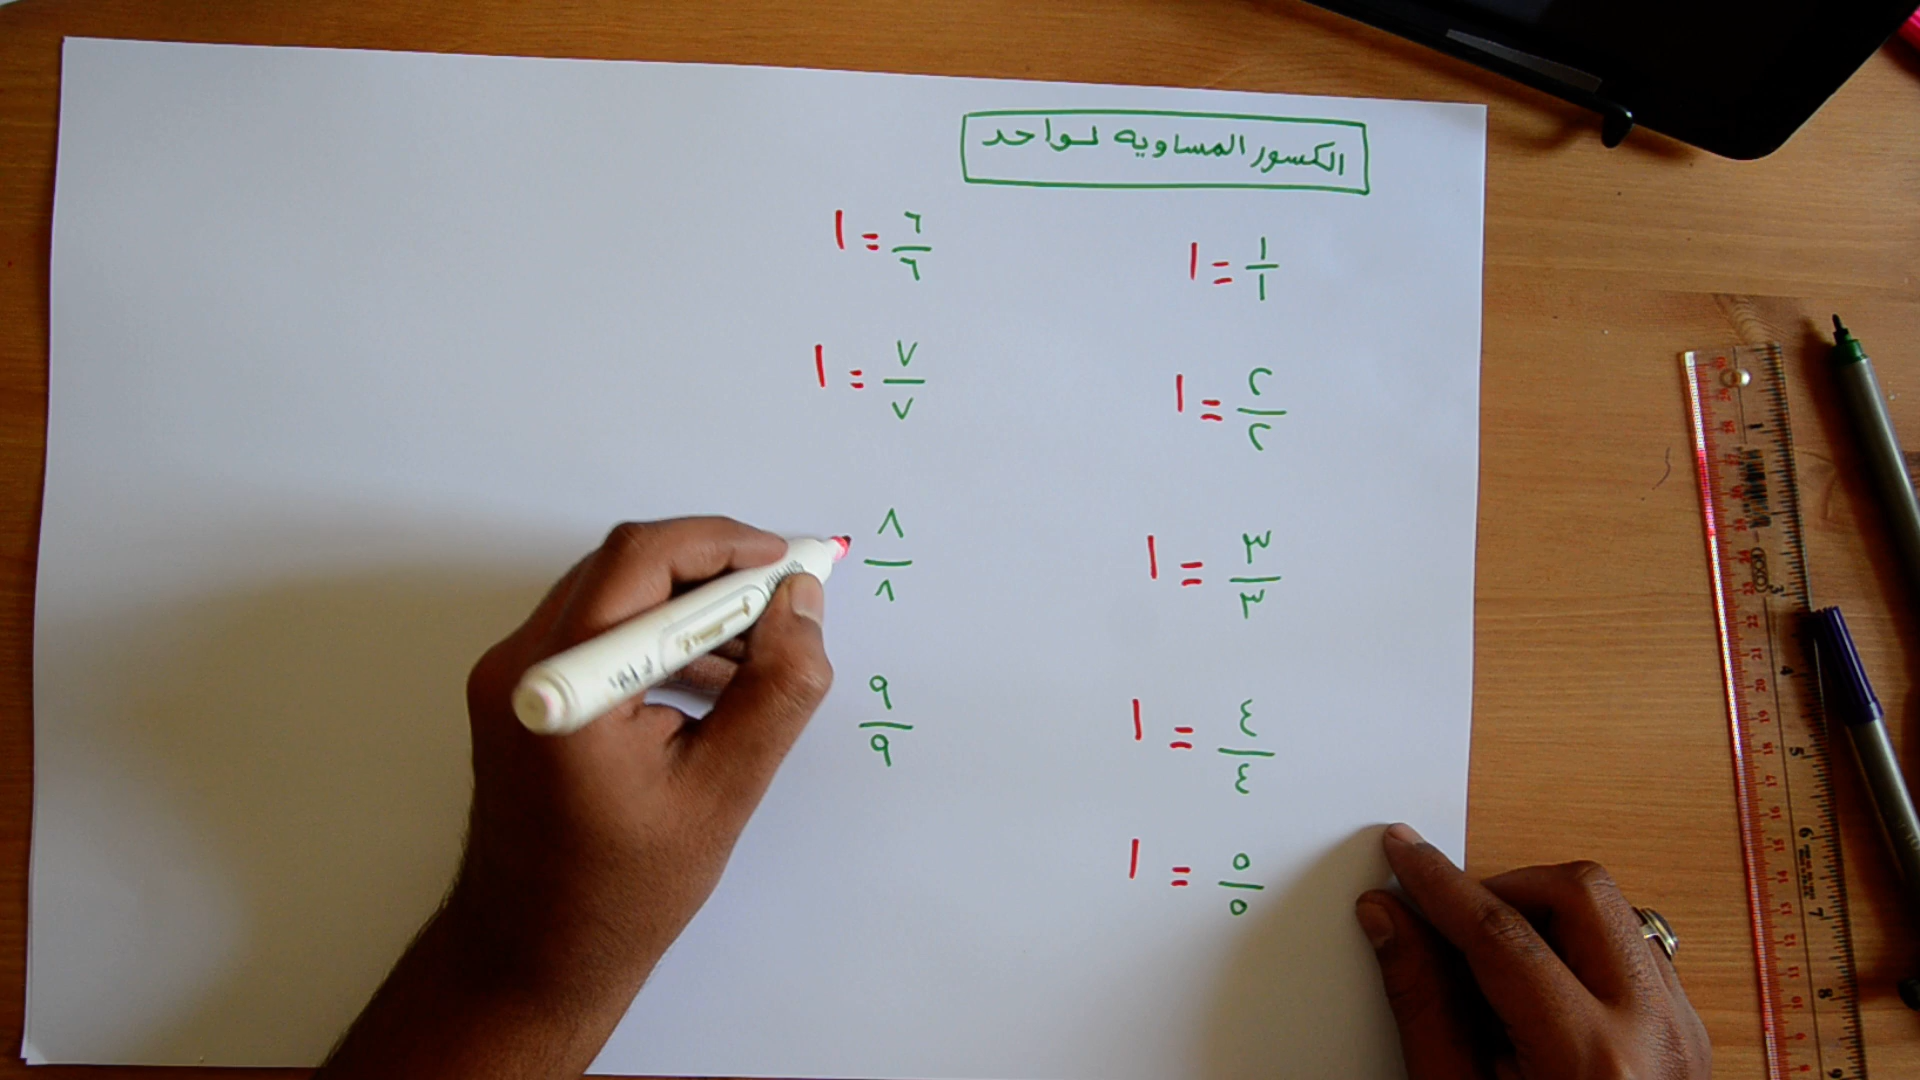 الكسور المساويه لواحد
١/١ = ١
٢/٢ = ١
٣/٣ = ١
٤/٤ = ١
٥/٥ = ١
٦/٦ = ١
٧/٧ = ١
٨/٨
٩/٩